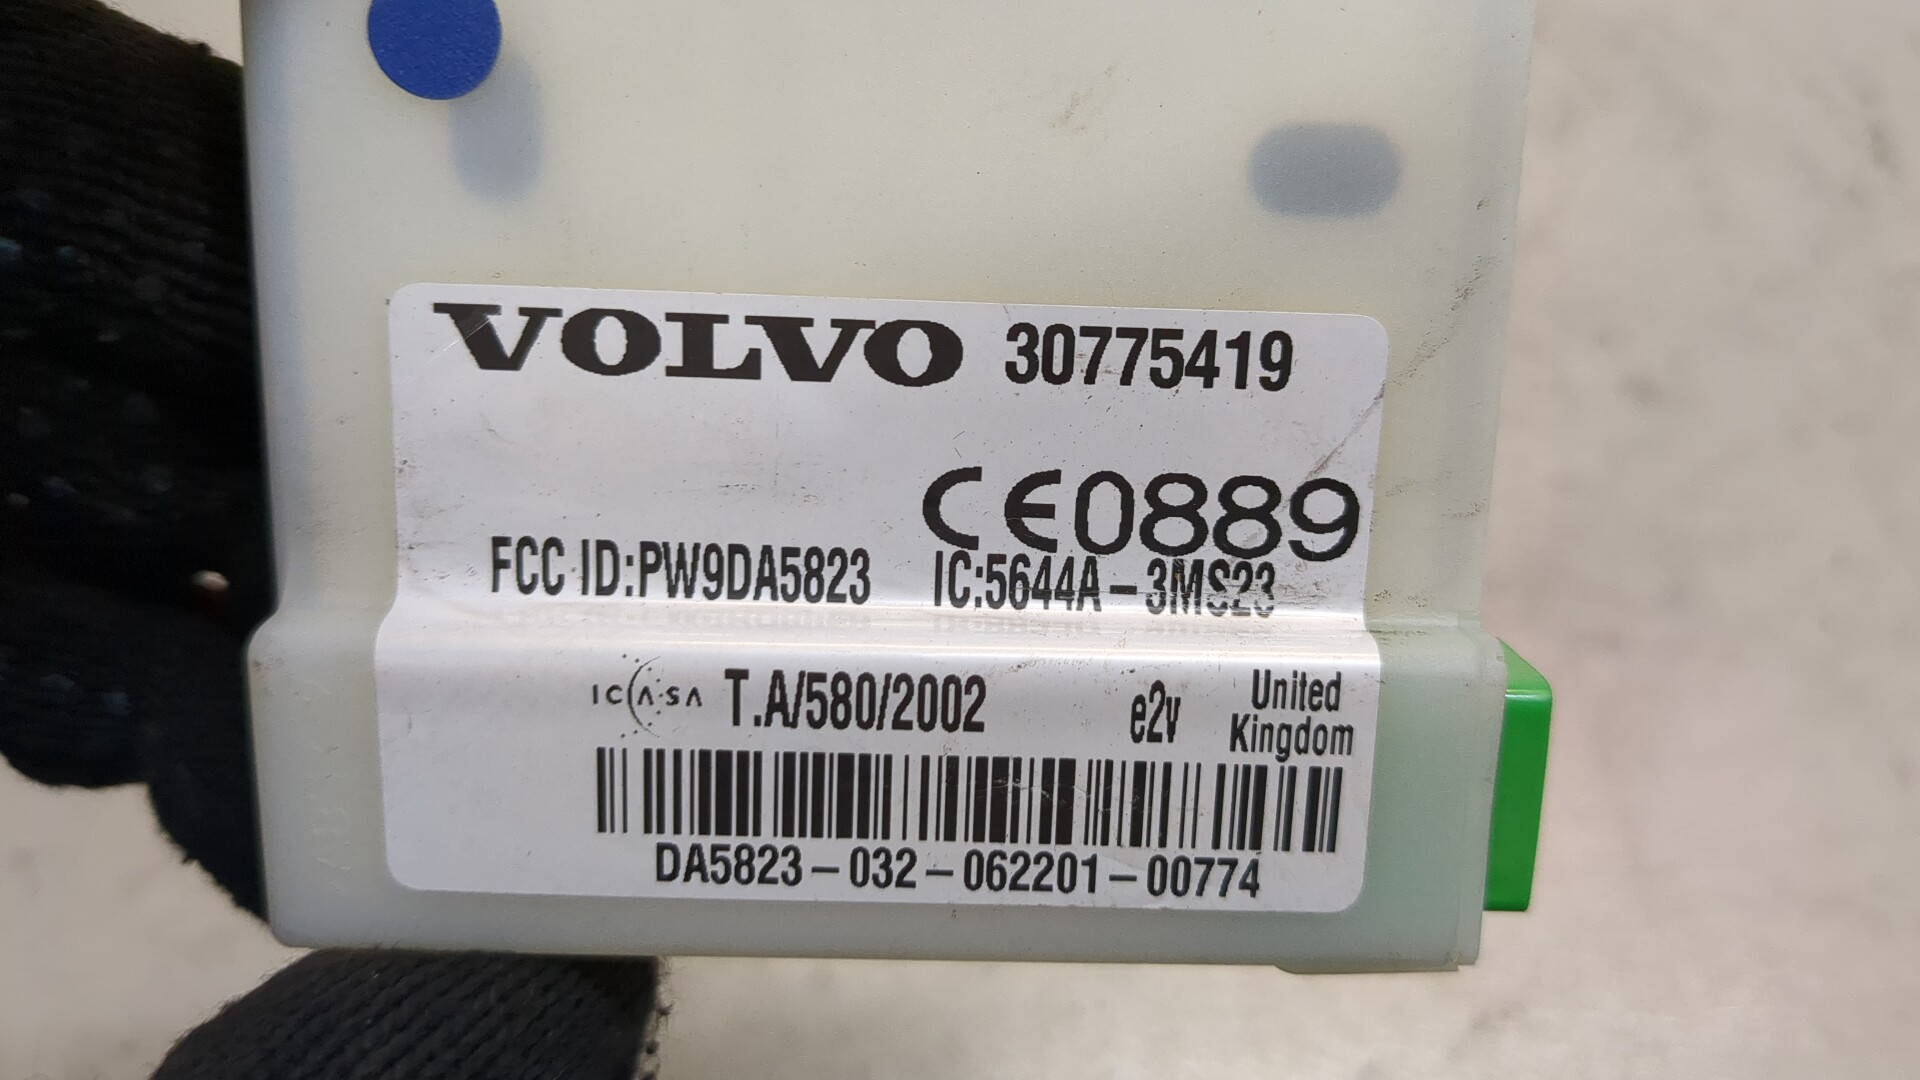 VOLVO 30775419
CE0889
FCC ID:PW9DA5823 IC:5644A-3MS23
ICASA T.A/580/2002 e2v United Kingdom
DA5823-032-062201-00774